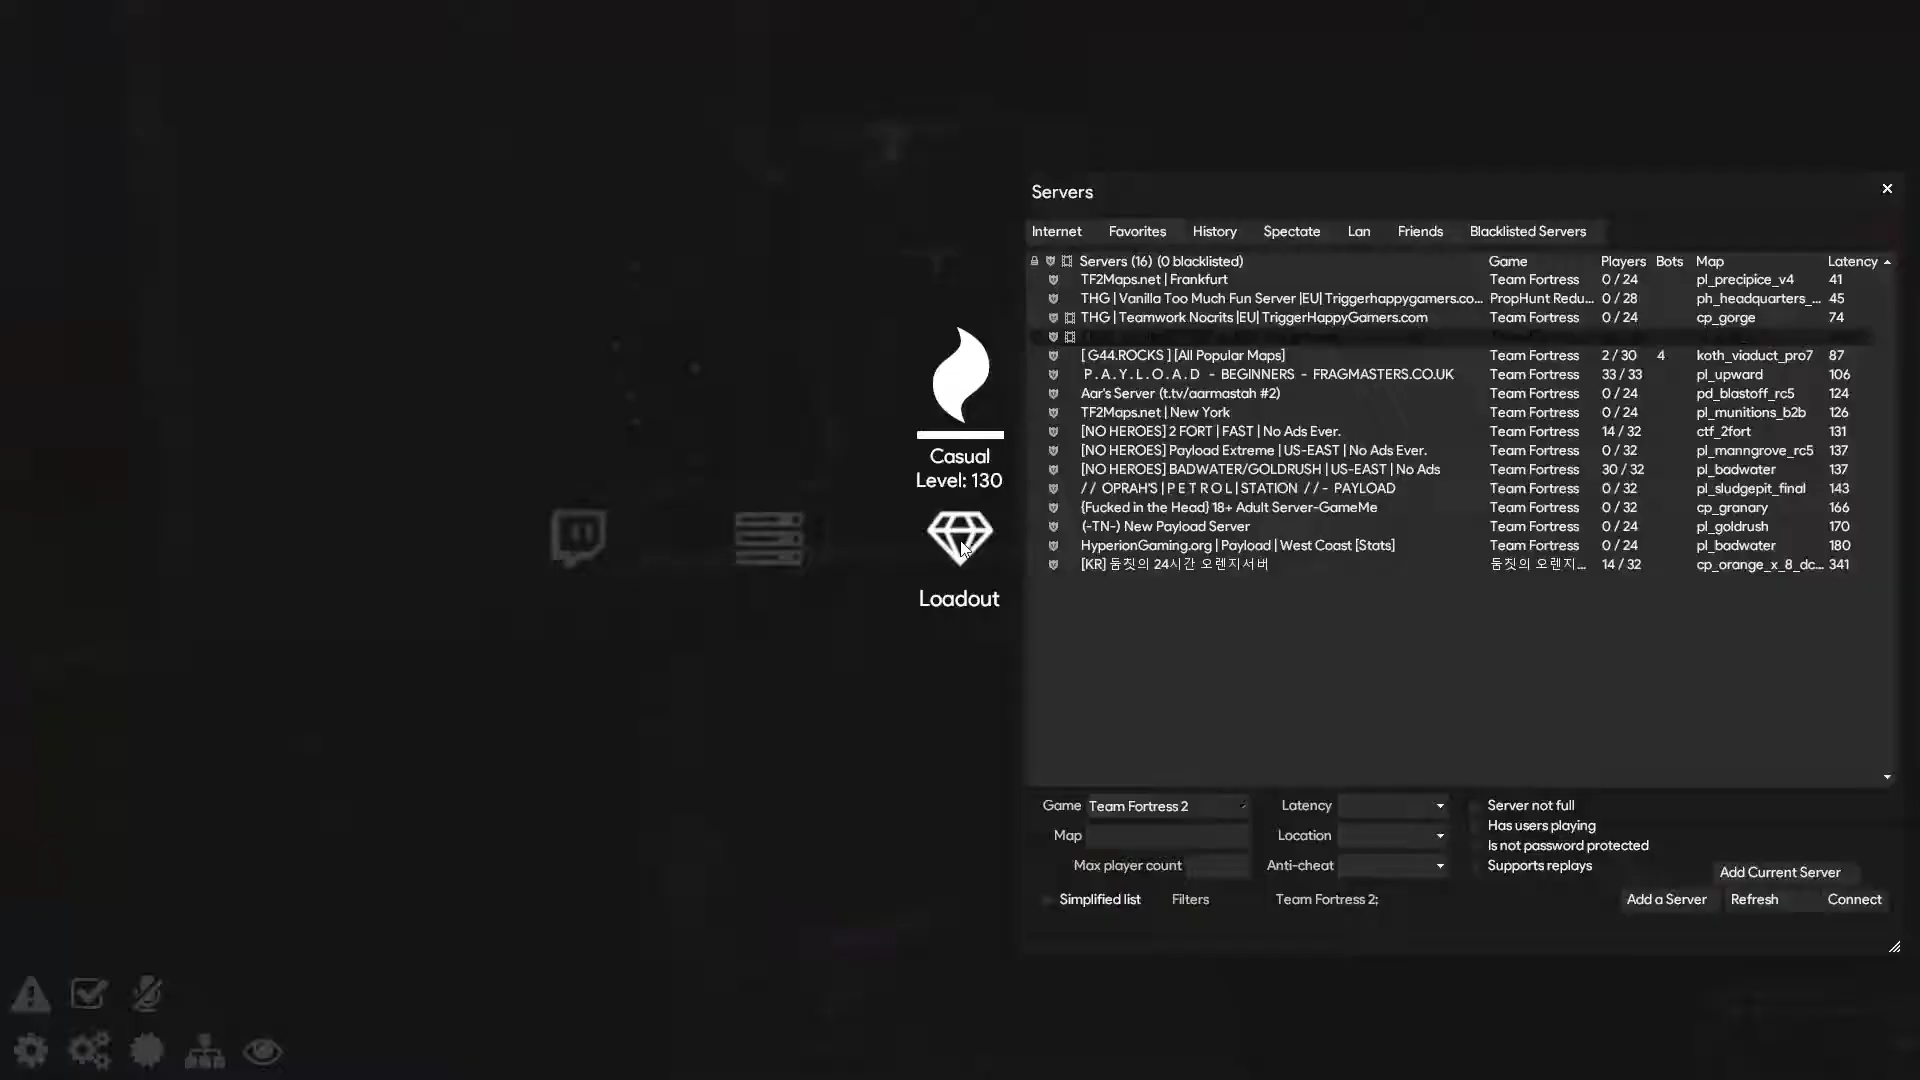 Servers
Internet Favorites History Spectate Lan Friends Blacklisted Servers
Servers (16) (0 blacklisted) Game Players Bots Map Latency
TF2Maps.net | Frankfurt Team Fortress 0 / 24 pl_precipice_v4 41
THG | Vanilla Too Much Fun Server |EU| Triggerhappygamers.co... PropHunt Redu... 0 / 28 ph_headquarters_... 45
THG | Teamwork Nocrits |EU| TriggerHappyGamers.com Team Fortress 0 / 24 cp_gorge 74
[ G44.ROCKS ] [All Popular Maps] Team Fortress 2 / 30 4 koth_viaduct_pro7 87
P.A.Y.L.O.A.D - BEGINNERS - FRAGMASTERS.CO.UK Team Fortress 33 / 33 pl_upward 106
Aar's Server (t.tv/aarmastah #2) Team Fortress 0 / 24 pd_blastoff_rc5 124
TF2Maps.net | New York Team Fortress 0 / 24 pl_munitions_b2b 126
[NO HEROES] 2 FORT | FAST | No Ads Ever. Team Fortress 14 / 32 ctf_2fort 131
[NO HEROES] Payload Extreme | US-EAST | No Ads Ever. Team Fortress 0 / 32 pl_manngrove_rc5 137
[NO HEROES] BADWATER/GOLDRUSH | US-EAST | No Ads Team Fortress 30 / 32 pl_badwater 137
// OPRAH'S | P E T R O L | STATION // - PAYLOAD Team Fortress 0 / 32 pl_sludgepit_final 143
{Fucked in the Head} 18+ Adult Server-GameMe Team Fortress 0 / 32 cp_granary 166
(-TN-) New Payload Server Team Fortress 0 / 24 pl_goldrush 170
HyperionGaming.org | Payload | West Coast [Stats] Team Fortress 0 / 24 pl_badwater 180
[KR] 둠칫의 24시간 오렌지서버 둠칫의 오렌지... 14 / 32 cp_orange_x_8_dc... 341
Casual
Level: 130
Loadout
Game Team Fortress 2 Latency Server not full
Has users playing
Map Location
Is not password protected
Max player count Anti-cheat Supports replays
Add Current Server
Simplified list Filters Team Fortress 2; Add a Server Refresh Connect